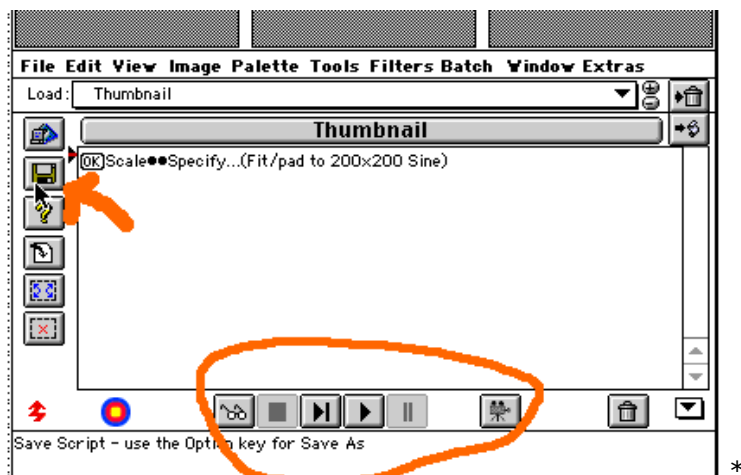 File Edit View Image Palette Tools Filters Batch Window Extras
Load: Thumbnail
Thumbnail
OK Scale●●Specify...(Fit/pad to 200x200 Sine)
Save Script - use the Option key for Save As
*